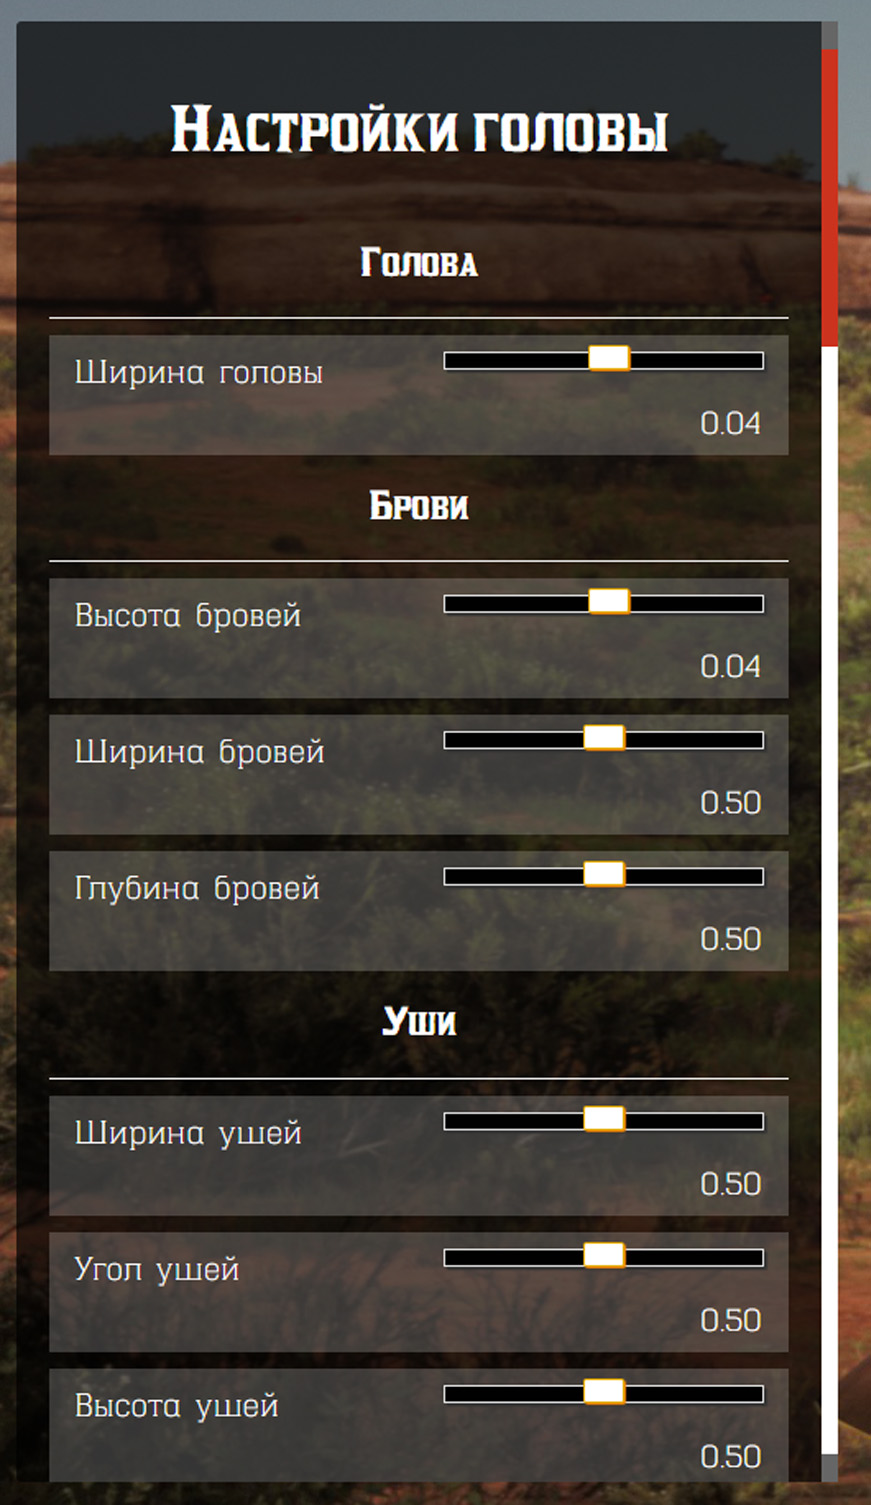 Настройки головы
Голова
Ширина головы
0.04
Брови
Высота бровей
0.04
Ширина бровей
0.50
Глубина бровей
0.50
Уши
Ширина ушей
0.50
Угол ушей
0.50
Высота ушей
0.50